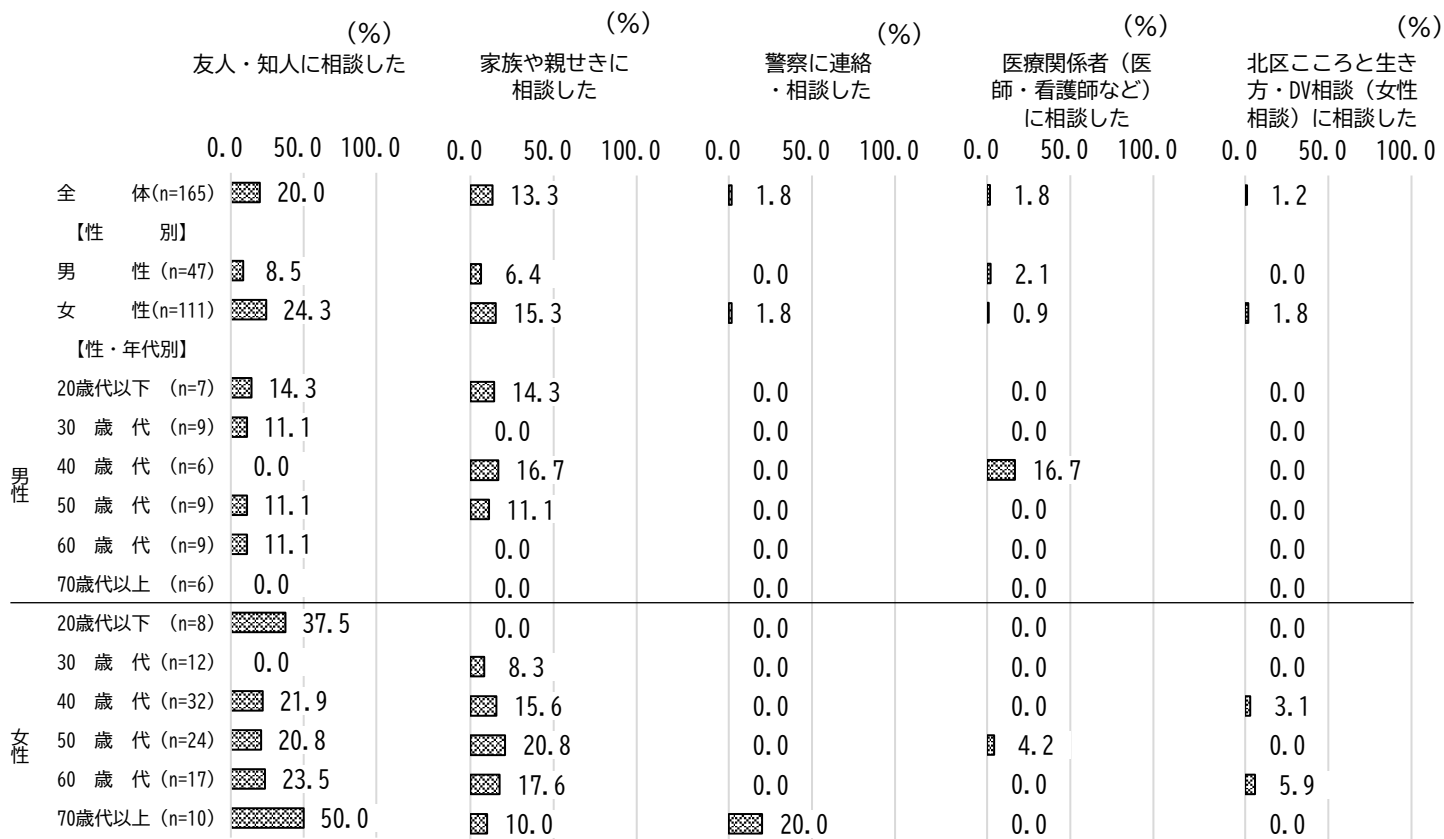 (%) (%) (%) (%) (%)
友人・知人に相談した 家族や親せきに 警察に連絡 医療関係者（医 北区こころと生き
相談した ・相談した 師・看護師など） 方・DV相談（女性
に相談した 相談）に相談した
0.0 50.0 100.0 0.0 50.0 100.0 0.0 50.0 100.0 0.0 50.0 100.0 0.0 50.0 100.0
全　　体(n=165) 20.0 13.3 1.8 1.8 1.2
【性　　別】
男　　性 (n=47) 8.5 6.4 0.0 2.1 0.0
女　　性(n=111) 24.3 15.3 1.8 0.9 1.8
【性・年代別】
男性
20歳代以下 (n=7) 14.3 14.3 0.0 0.0 0.0
30 歳 代 (n=9) 11.1 0.0 0.0 0.0 0.0
40 歳 代 (n=6) 0.0 16.7 0.0 16.7 0.0
50 歳 代 (n=9) 11.1 11.1 0.0 0.0 0.0
60 歳 代 (n=9) 11.1 0.0 0.0 0.0 0.0
70歳代以上 (n=6) 0.0 0.0 0.0 0.0 0.0
女性
20歳代以下 (n=8) 37.5 0.0 0.0 0.0 0.0
30 歳 代 (n=12) 0.0 8.3 0.0 0.0 0.0
40 歳 代 (n=32) 21.9 15.6 0.0 0.0 3.1
50 歳 代 (n=24) 20.8 20.8 0.0 4.2 0.0
60 歳 代 (n=17) 23.5 17.6 0.0 0.0 5.9
70歳代以上 (n=10) 50.0 10.0 20.0 0.0 0.0